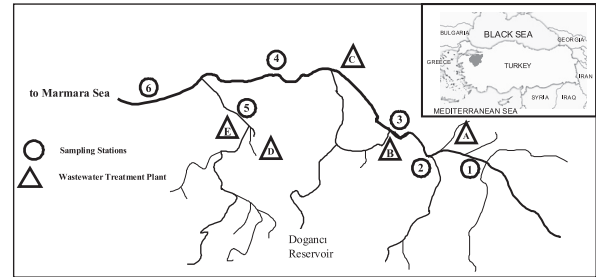 BLACK SEA
BULGARIA
GEORGIA
GREECE
TURKEY
IRAN
SYRIA
IRAQ
MEDITERRANEAN SEA
4
C
6
to Marmara Sea
5
3
A
E
D
B
2
1
Sampling Stations
Wastewater Treatment Plant
Doganci
Reservoir